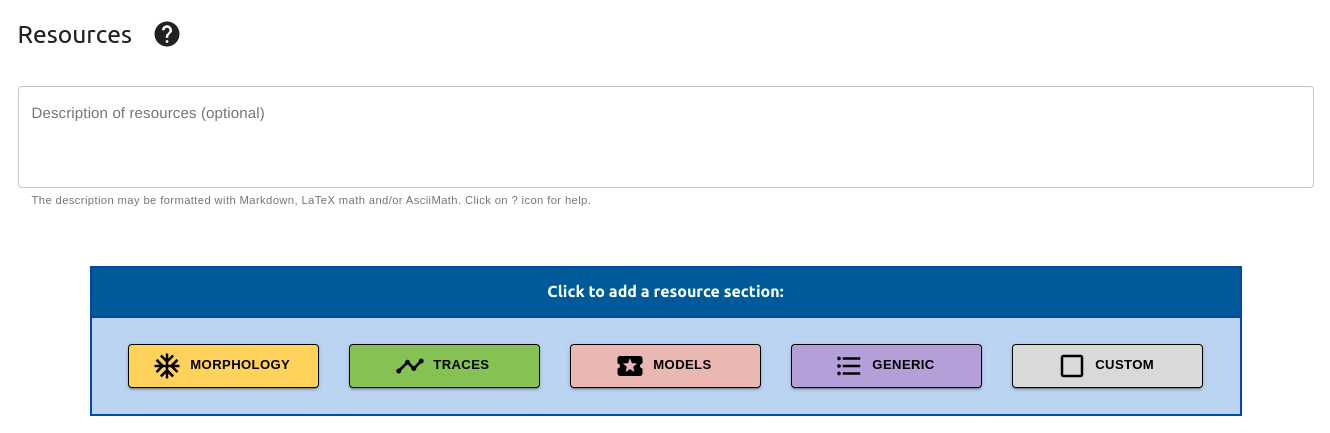 Resources ?
Description of resources (optional)
The description may be formatted with Markdown, LaTeX math and/or AsciiMath. Click on ? icon for help.
Click to add a resource section:
MORPHOLOGY TRACES MODELS GENERIC CUSTOM